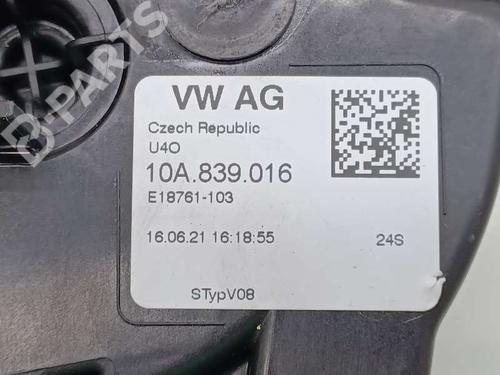 B-PARTS
VW AG
Czech Republic
U4O
10A.839.016
E18761-103
16.06.21 16:18:55 24S
STypV08